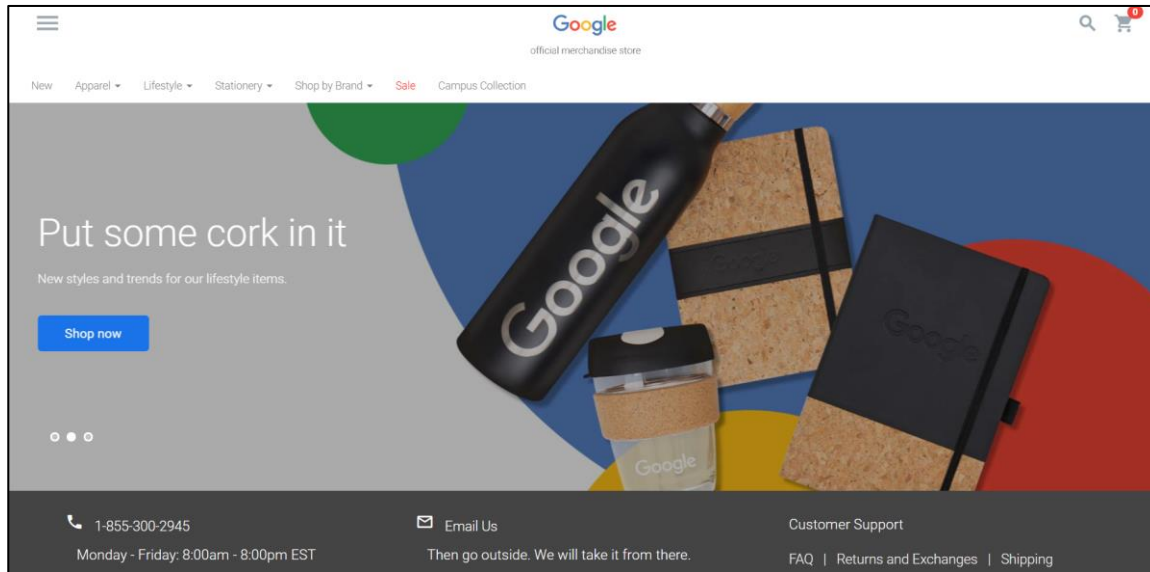 Google
0
official merchandise store
New Apparel Lifestyle Stationery Shop by Brand Sale Campus Collection
Put some cork in it
New styles and trends for our lifestyle items.
Shop now
Google
Google
Google
Google
1-855-300-2945
Monday - Friday: 8:00am - 8:00pm EST
Email Us
Then go outside. We will take it from there.
Customer Support
FAQ | Returns and Exchanges | Shipping